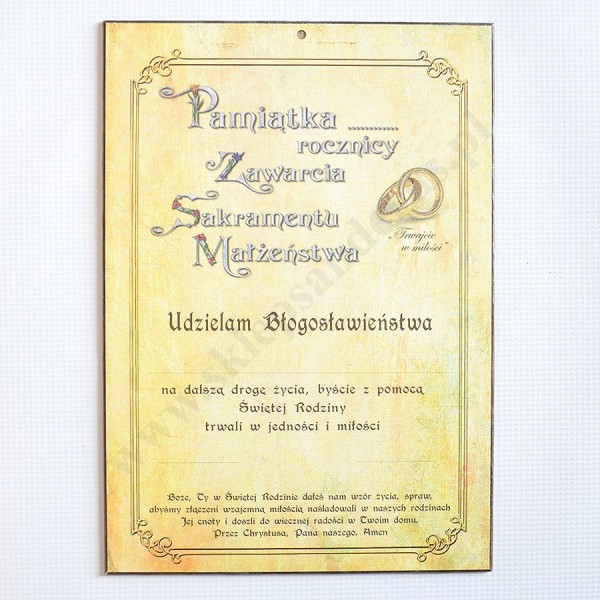 Pamiątka ............
rocznicy
Zawarcia
Sakramentu
Małżeństwa
„Trwajcie
w miłości"
Udzielam Błogosławieństwa
na dalszą drogę życia, byście z pomocą
Świętej Rodziny
trwali w jedności i miłości
Boże, Ty w Świętej Rodzinie dałeś nam wzór życia, spraw,
abyśmy złączeni wzajemną miłością naśladowali w naszych rodzinach
Jej cnoty i doszli do wiecznej radości w Twoim domu.
Przez Chrystusa, Pana naszego. Amen